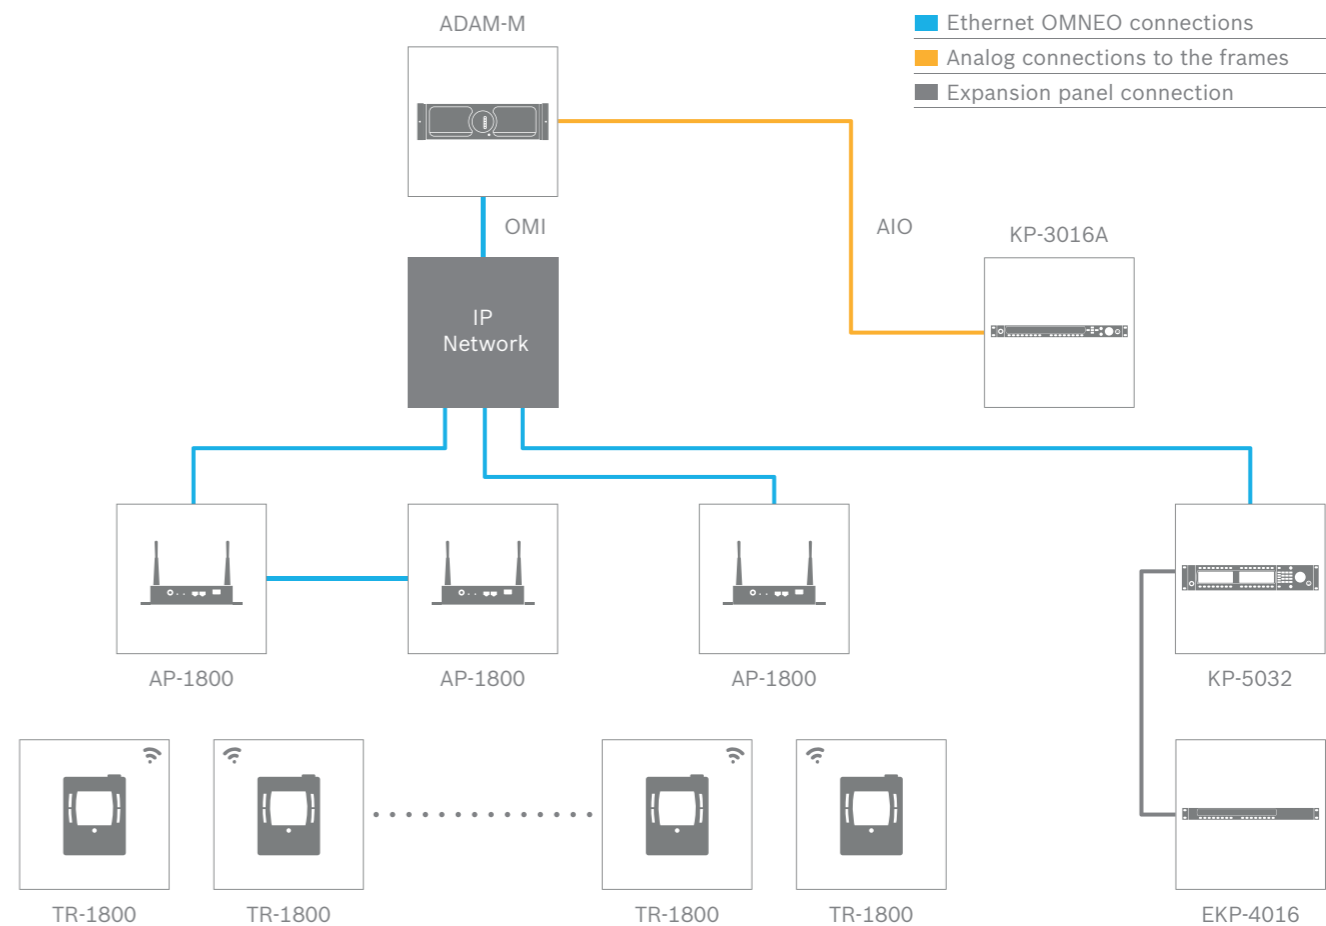 ADAM-M
Ethernet OMNEO connections
Analog connections to the frames
Expansion panel connection
OMI
AIO
KP-3016A
IP
Network
AP-1800
AP-1800
AP-1800
KP-5032
TR-1800
TR-1800
TR-1800
TR-1800
EKP-4016